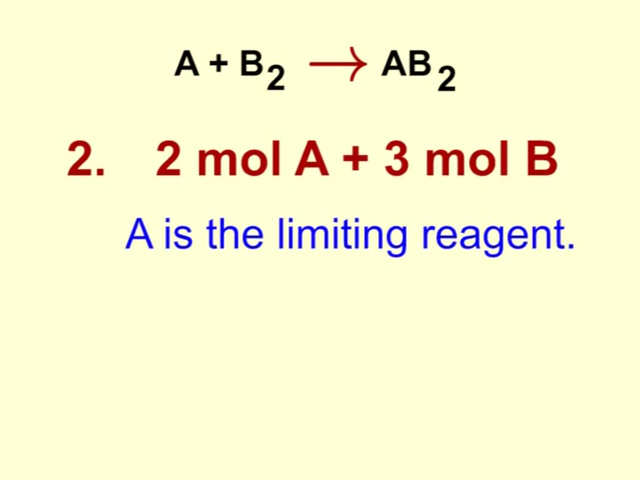 A + B₂ → AB₂
2. 2 mol A + 3 mol B
A is the limiting reagent.